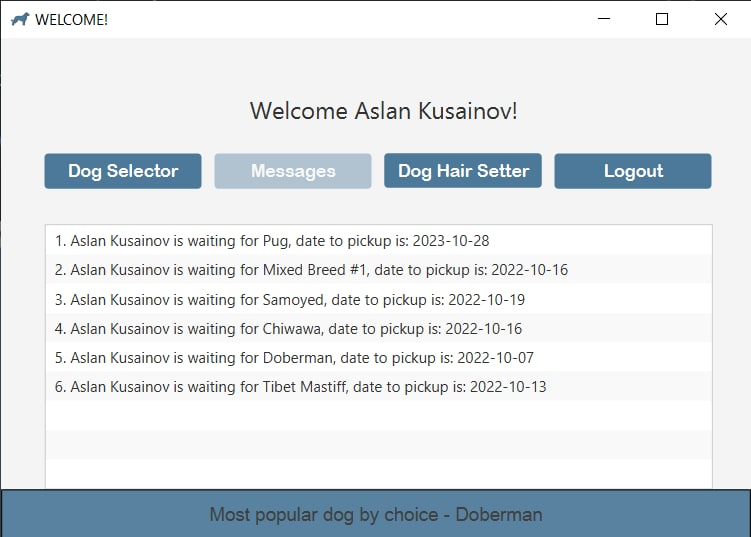 WELCOME!
Welcome Aslan Kusainov!
Dog Selector Messages Dog Hair Setter Logout
1. Aslan Kusainov is waiting for Pug, date to pickup is: 2023-10-28
2. Aslan Kusainov is waiting for Mixed Breed #1, date to pickup is: 2022-10-16
3. Aslan Kusainov is waiting for Samoyed, date to pickup is: 2022-10-19
4. Aslan Kusainov is waiting for Chiwawa, date to pickup is: 2022-10-16
5. Aslan Kusainov is waiting for Doberman, date to pickup is: 2022-10-07
6. Aslan Kusainov is waiting for Tibet Mastiff, date to pickup is: 2022-10-13
Most popular dog by choice - Doberman